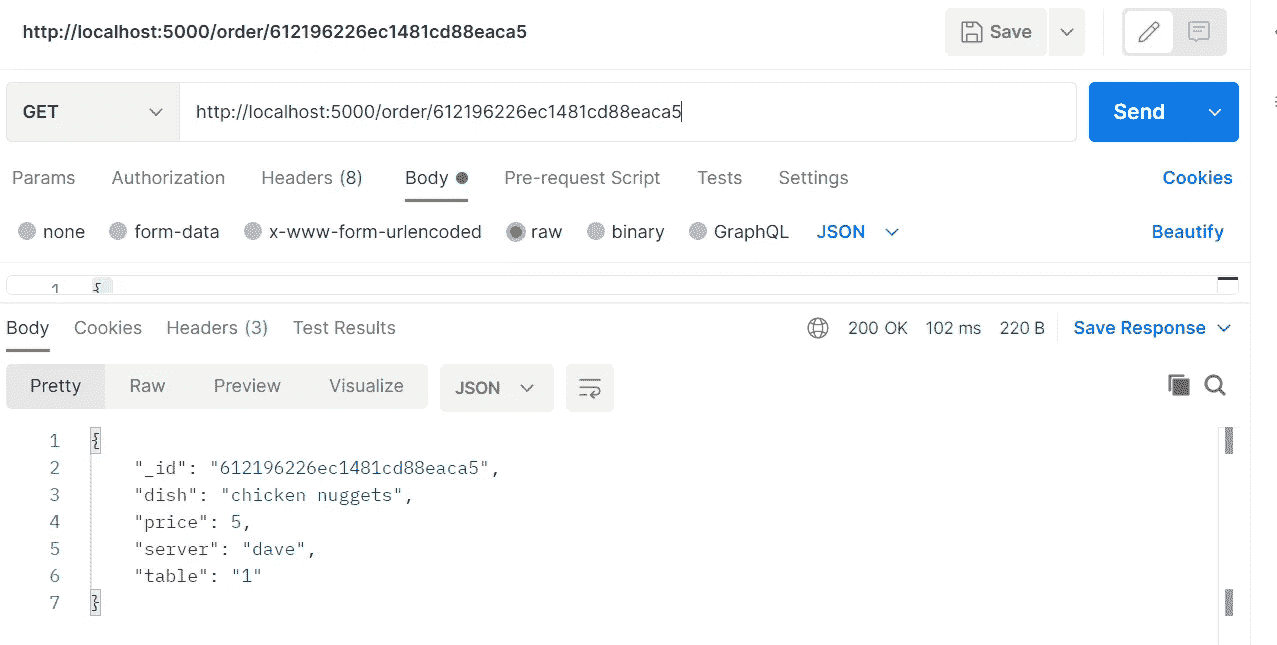 http://localhost:5000/order/612196226ec1481cd88eaca5 Save
GET http://localhost:5000/order/612196226ec1481cd88eaca5 Send
Params Authorization Headers (8) Body Pre-request Script Tests Settings Cookies
none form-data x-www-form-urlencoded raw binary GraphQL JSON Beautify
1 {
Body Cookies Headers (3) Test Results 200 OK 102 ms 220 B Save Response
Pretty Raw Preview Visualize JSON
1 {
2 "_id": "612196226ec1481cd88eaca5",
3 "dish": "chicken nuggets",
4 "price": 5,
5 "server": "dave",
6 "table": "1"
7 }